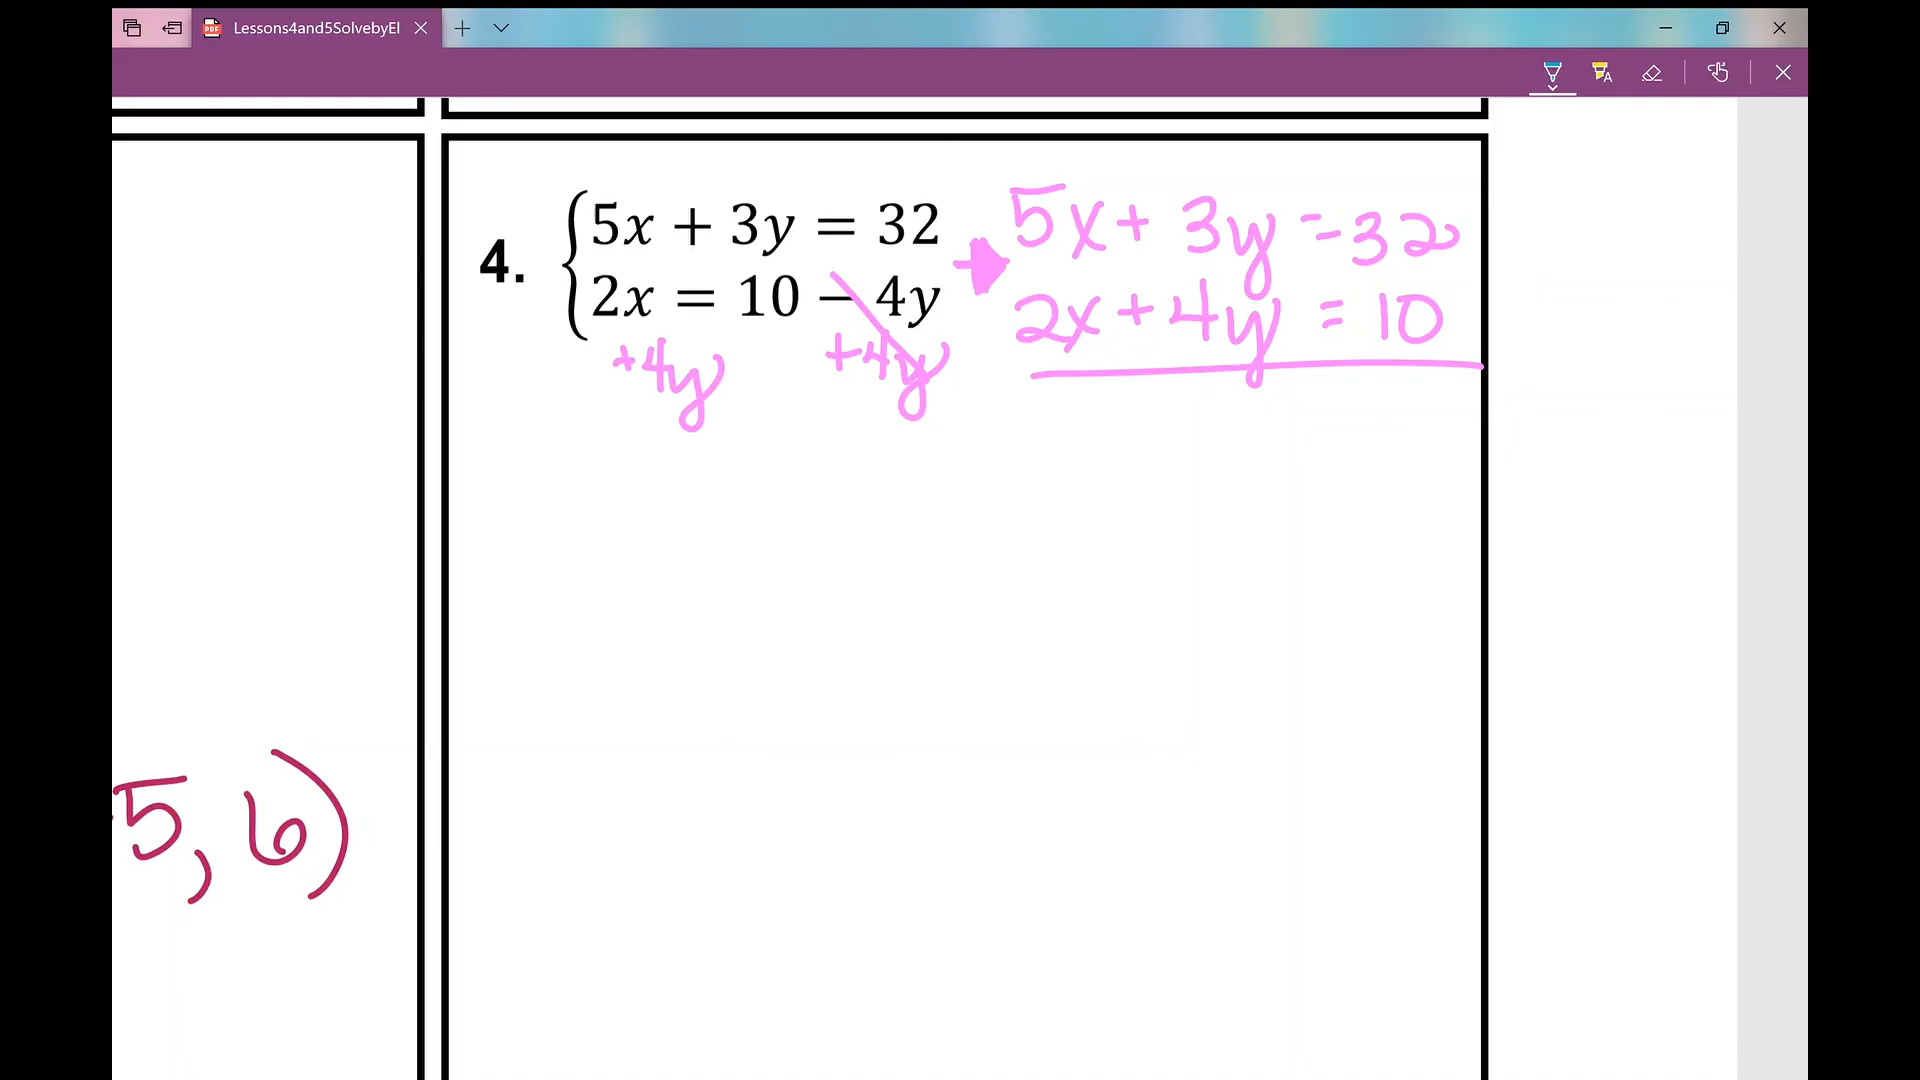 Lessons4and5SolvebyEl
4. 5x + 3y = 32
2x = 10 − 4y
+4y +4y
5x + 3y = 32
2x + 4y = 10
5, 6)